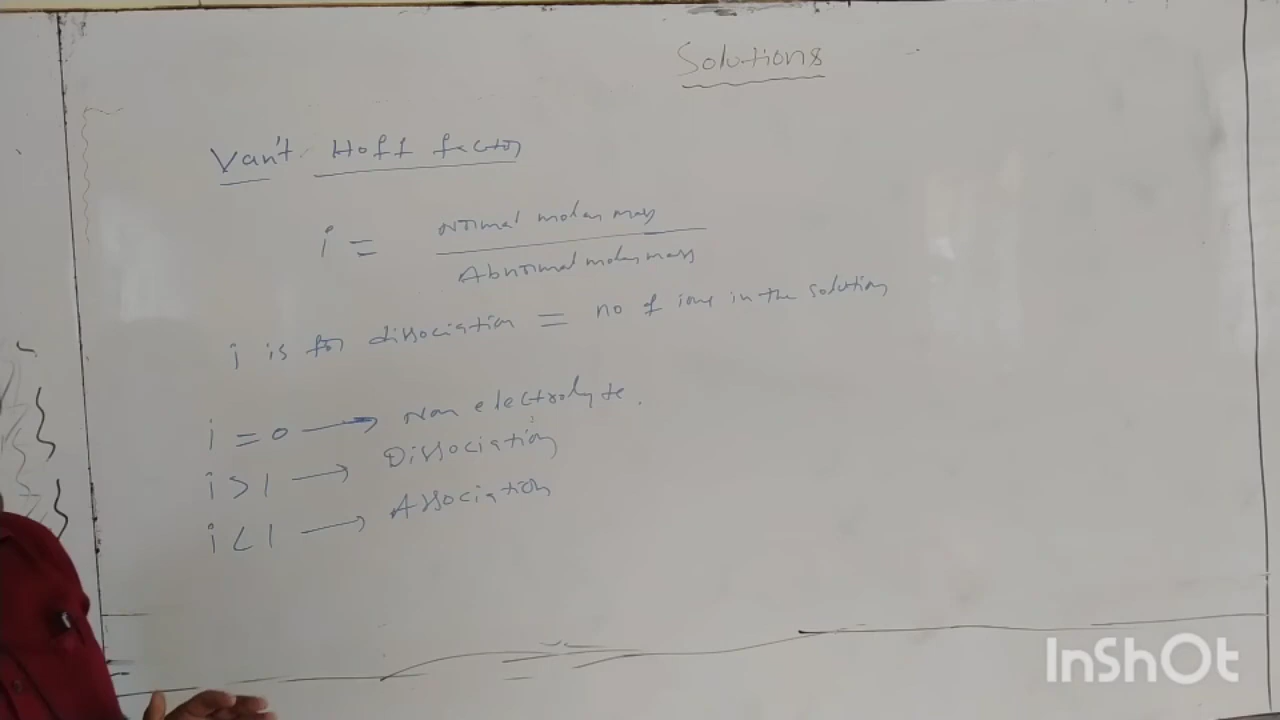 Solutions
Van't Hoff factor
i = Normal molar mass
Abnormal molar mass
i is for dissociation = no of ions in the solution
i = 0 → Non electrolyte.
i > 1 → Dissociation
i < 1 → Association
InShOt